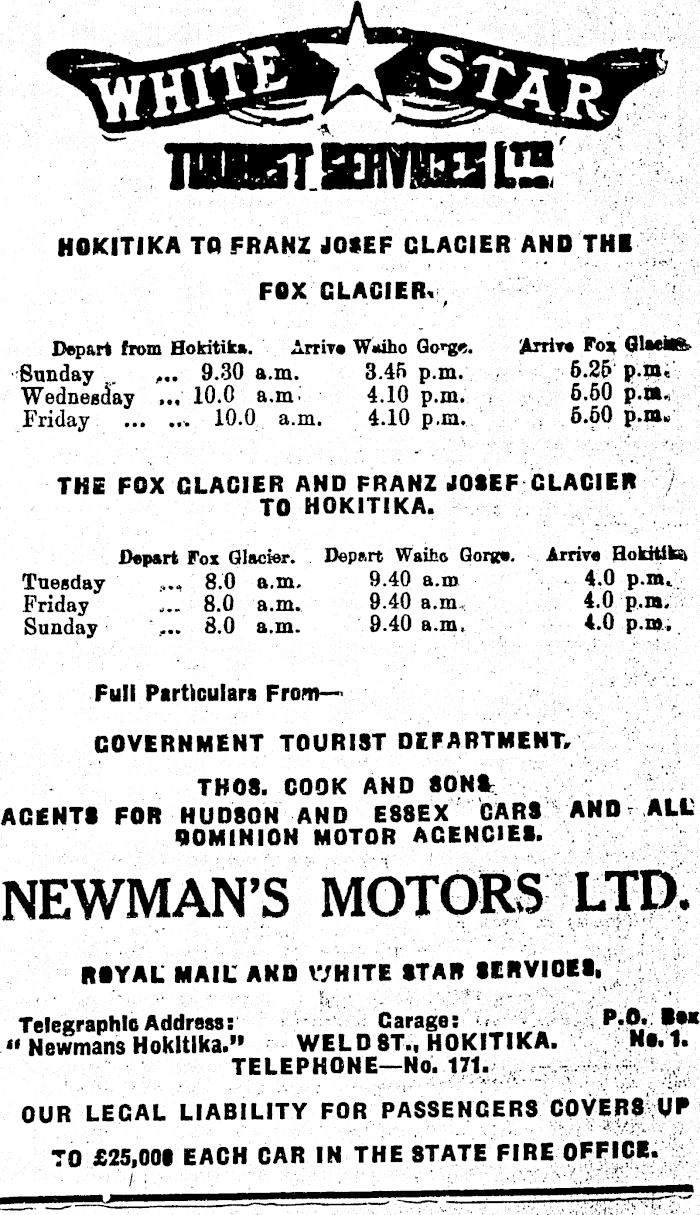 WHITE STAR
TOURIST SERVICES LTD
HOKITIKA TO FRANZ JOSEF GLACIER AND THE
FOX GLACIER.
Depart from Hokitika. Arrive Waiho Gorge. Arrive Fox Glacier.
Sunday ... 9.30 a.m. 3.45 p.m. 5.25 p.m.
Wednesday ... 10.0 a.m. 4.10 p.m. 5.50 p.m.
Friday ... ... 10.0 a.m. 4.10 p.m. 5.50 p.m.
THE FOX GLACIER AND FRANZ JOSEF GLACIER
TO HOKITIKA.
Depart Fox Glacier. Depart Waiho Gorge. Arrive Hokitika
Tuesday ... 8.0 a.m. 9.40 a.m 4.0 p.m.
Friday ... 8.0 a.m. 9.40 a.m. 4.0 p.m.
Sunday ... 8.0 a.m. 9.40 a.m. 4.0 p.m.
Full Particulars From—
GOVERNMENT TOURIST DEPARTMENT,
THOS. COOK AND SONS
AGENTS FOR HUDSON AND ESSEX CARS AND ALL
DOMINION MOTOR AGENCIES.
NEWMAN'S MOTORS LTD.
ROYAL MAIL AND WHITE STAR SERVICES,
Telegraphic Address: Garage: P.O. Box
"Newmans Hokitika." WELD ST., HOKITIKA. No. 1.
TELEPHONE—No. 171.
OUR LEGAL LIABILITY FOR PASSENGERS COVERS UP
TO £25,000 EACH CAR IN THE STATE FIRE OFFICE.